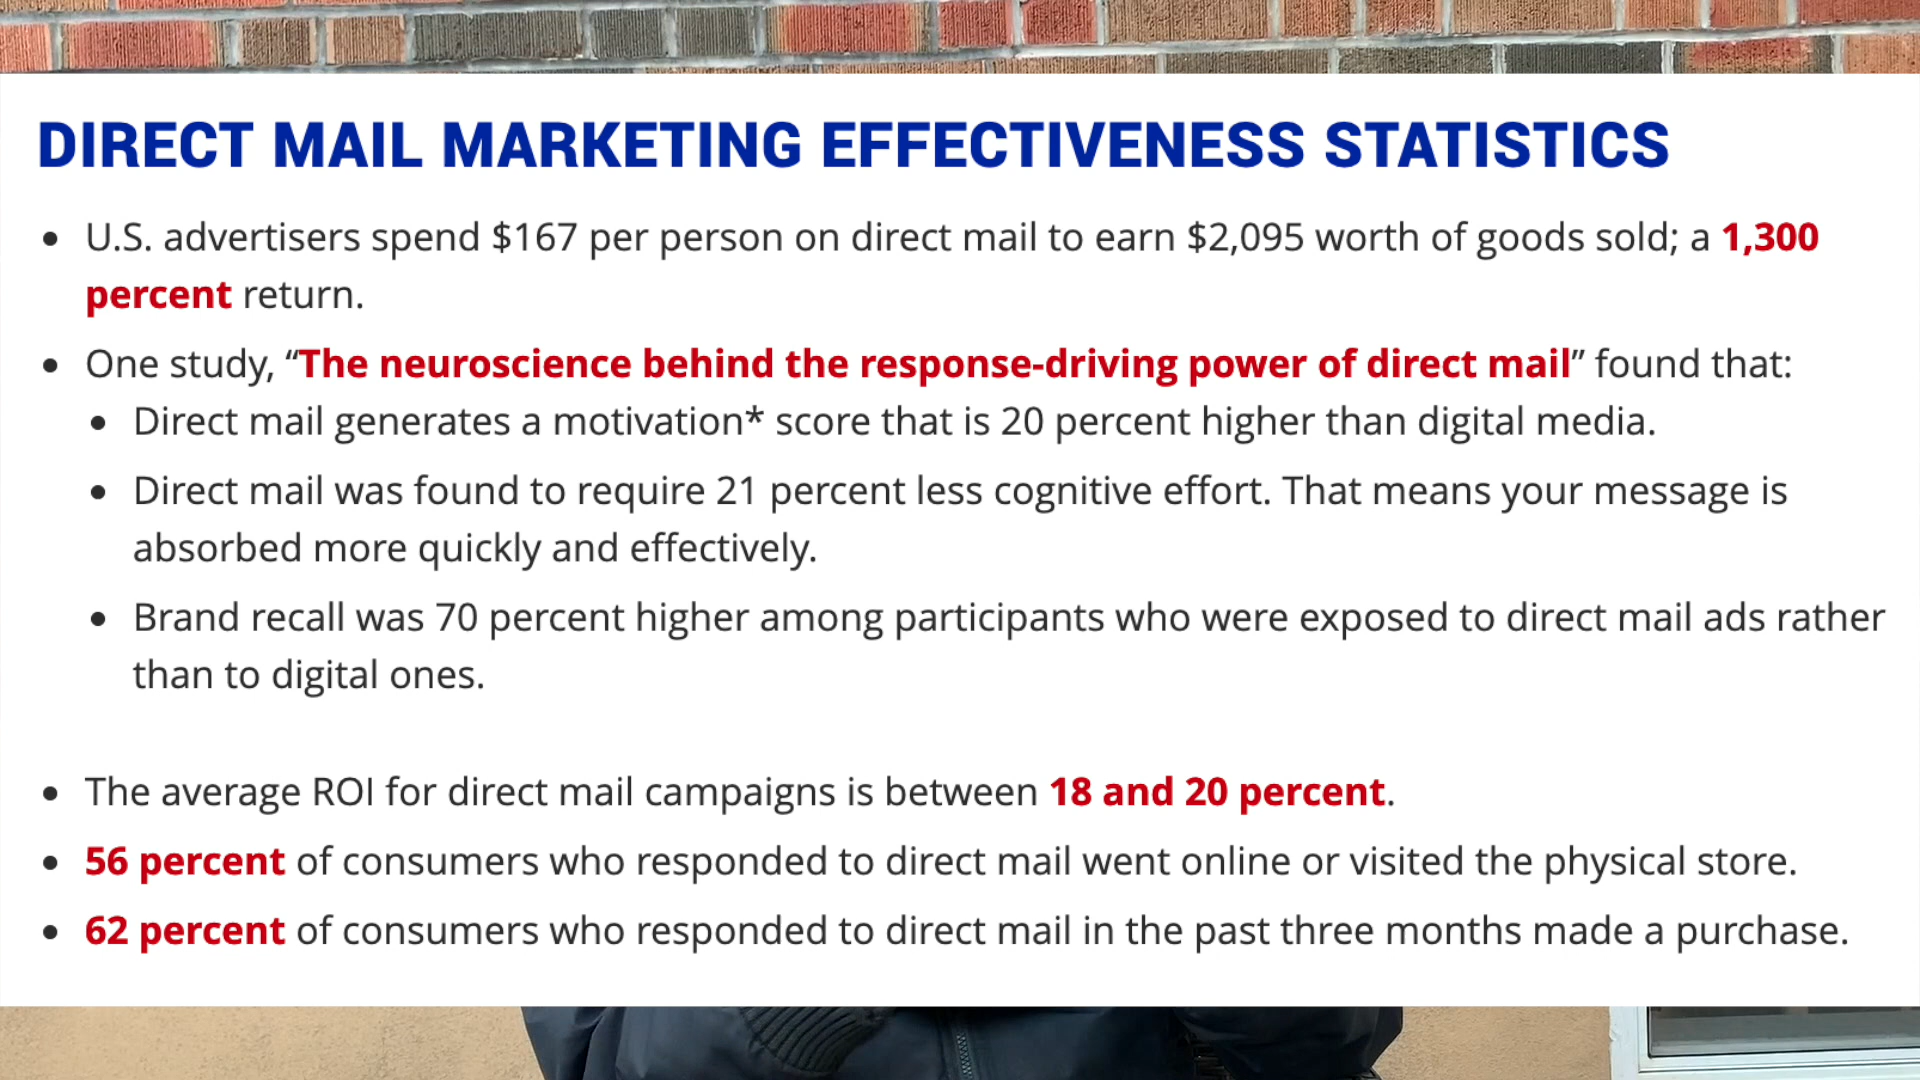 DIRECT MAIL MARKETING EFFECTIVENESS STATISTICS
• U.S. advertisers spend $167 per person on direct mail to earn $2,095 worth of goods sold; a 1,300
percent return.
• One study, “The neuroscience behind the response-driving power of direct mail” found that:
• Direct mail generates a motivation* score that is 20 percent higher than digital media.
• Direct mail was found to require 21 percent less cognitive effort. That means your message is
absorbed more quickly and effectively.
• Brand recall was 70 percent higher among participants who were exposed to direct mail ads rather
than to digital ones.
• The average ROI for direct mail campaigns is between 18 and 20 percent.
• 56 percent of consumers who responded to direct mail went online or visited the physical store.
• 62 percent of consumers who responded to direct mail in the past three months made a purchase.